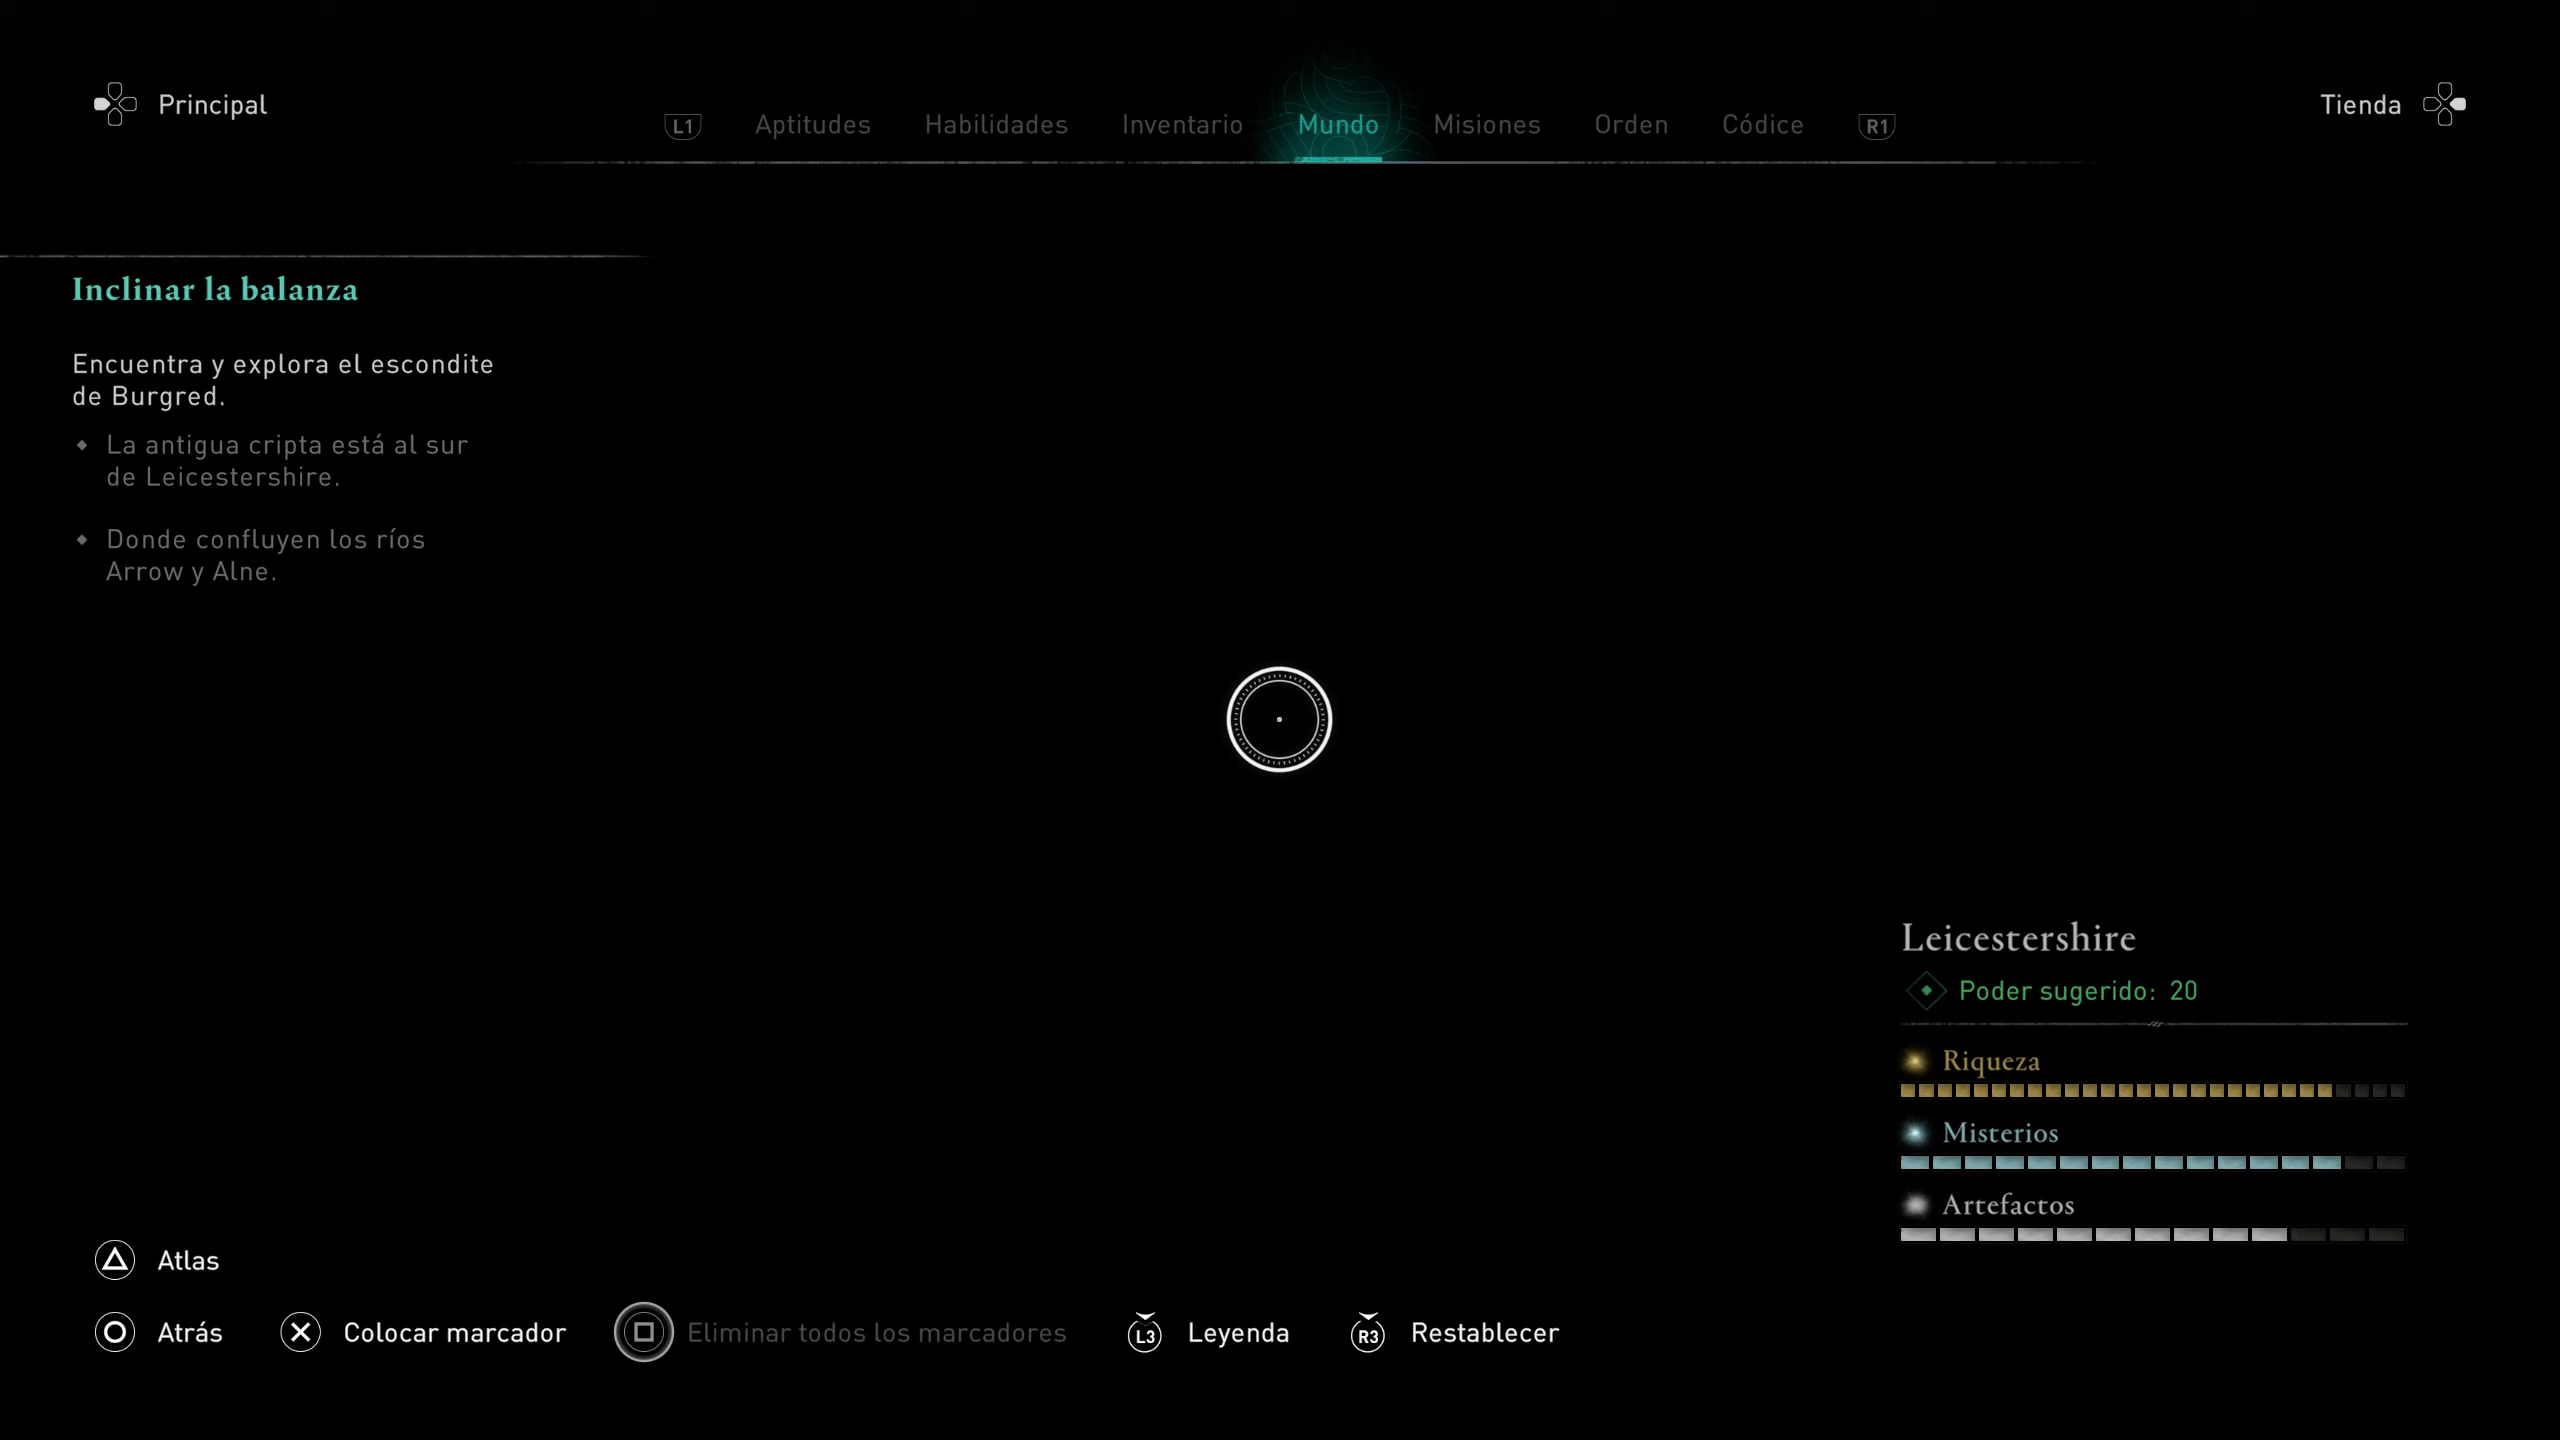 Principal
L1 Aptitudes Habilidades Inventario Mundo Misiones Orden Códice R1
Tienda
Inclinar la balanza
Encuentra y explora el escondite
de Burgred.
La antigua cripta está al sur
de Leicestershire.
Donde confluyen los ríos
Arrow y Alne.
Leicestershire
Poder sugerido: 20
Riqueza
Misterios
Artefactos
Atlas
Atrás Colocar marcador Eliminar todos los marcadores L3 Leyenda R3 Restablecer